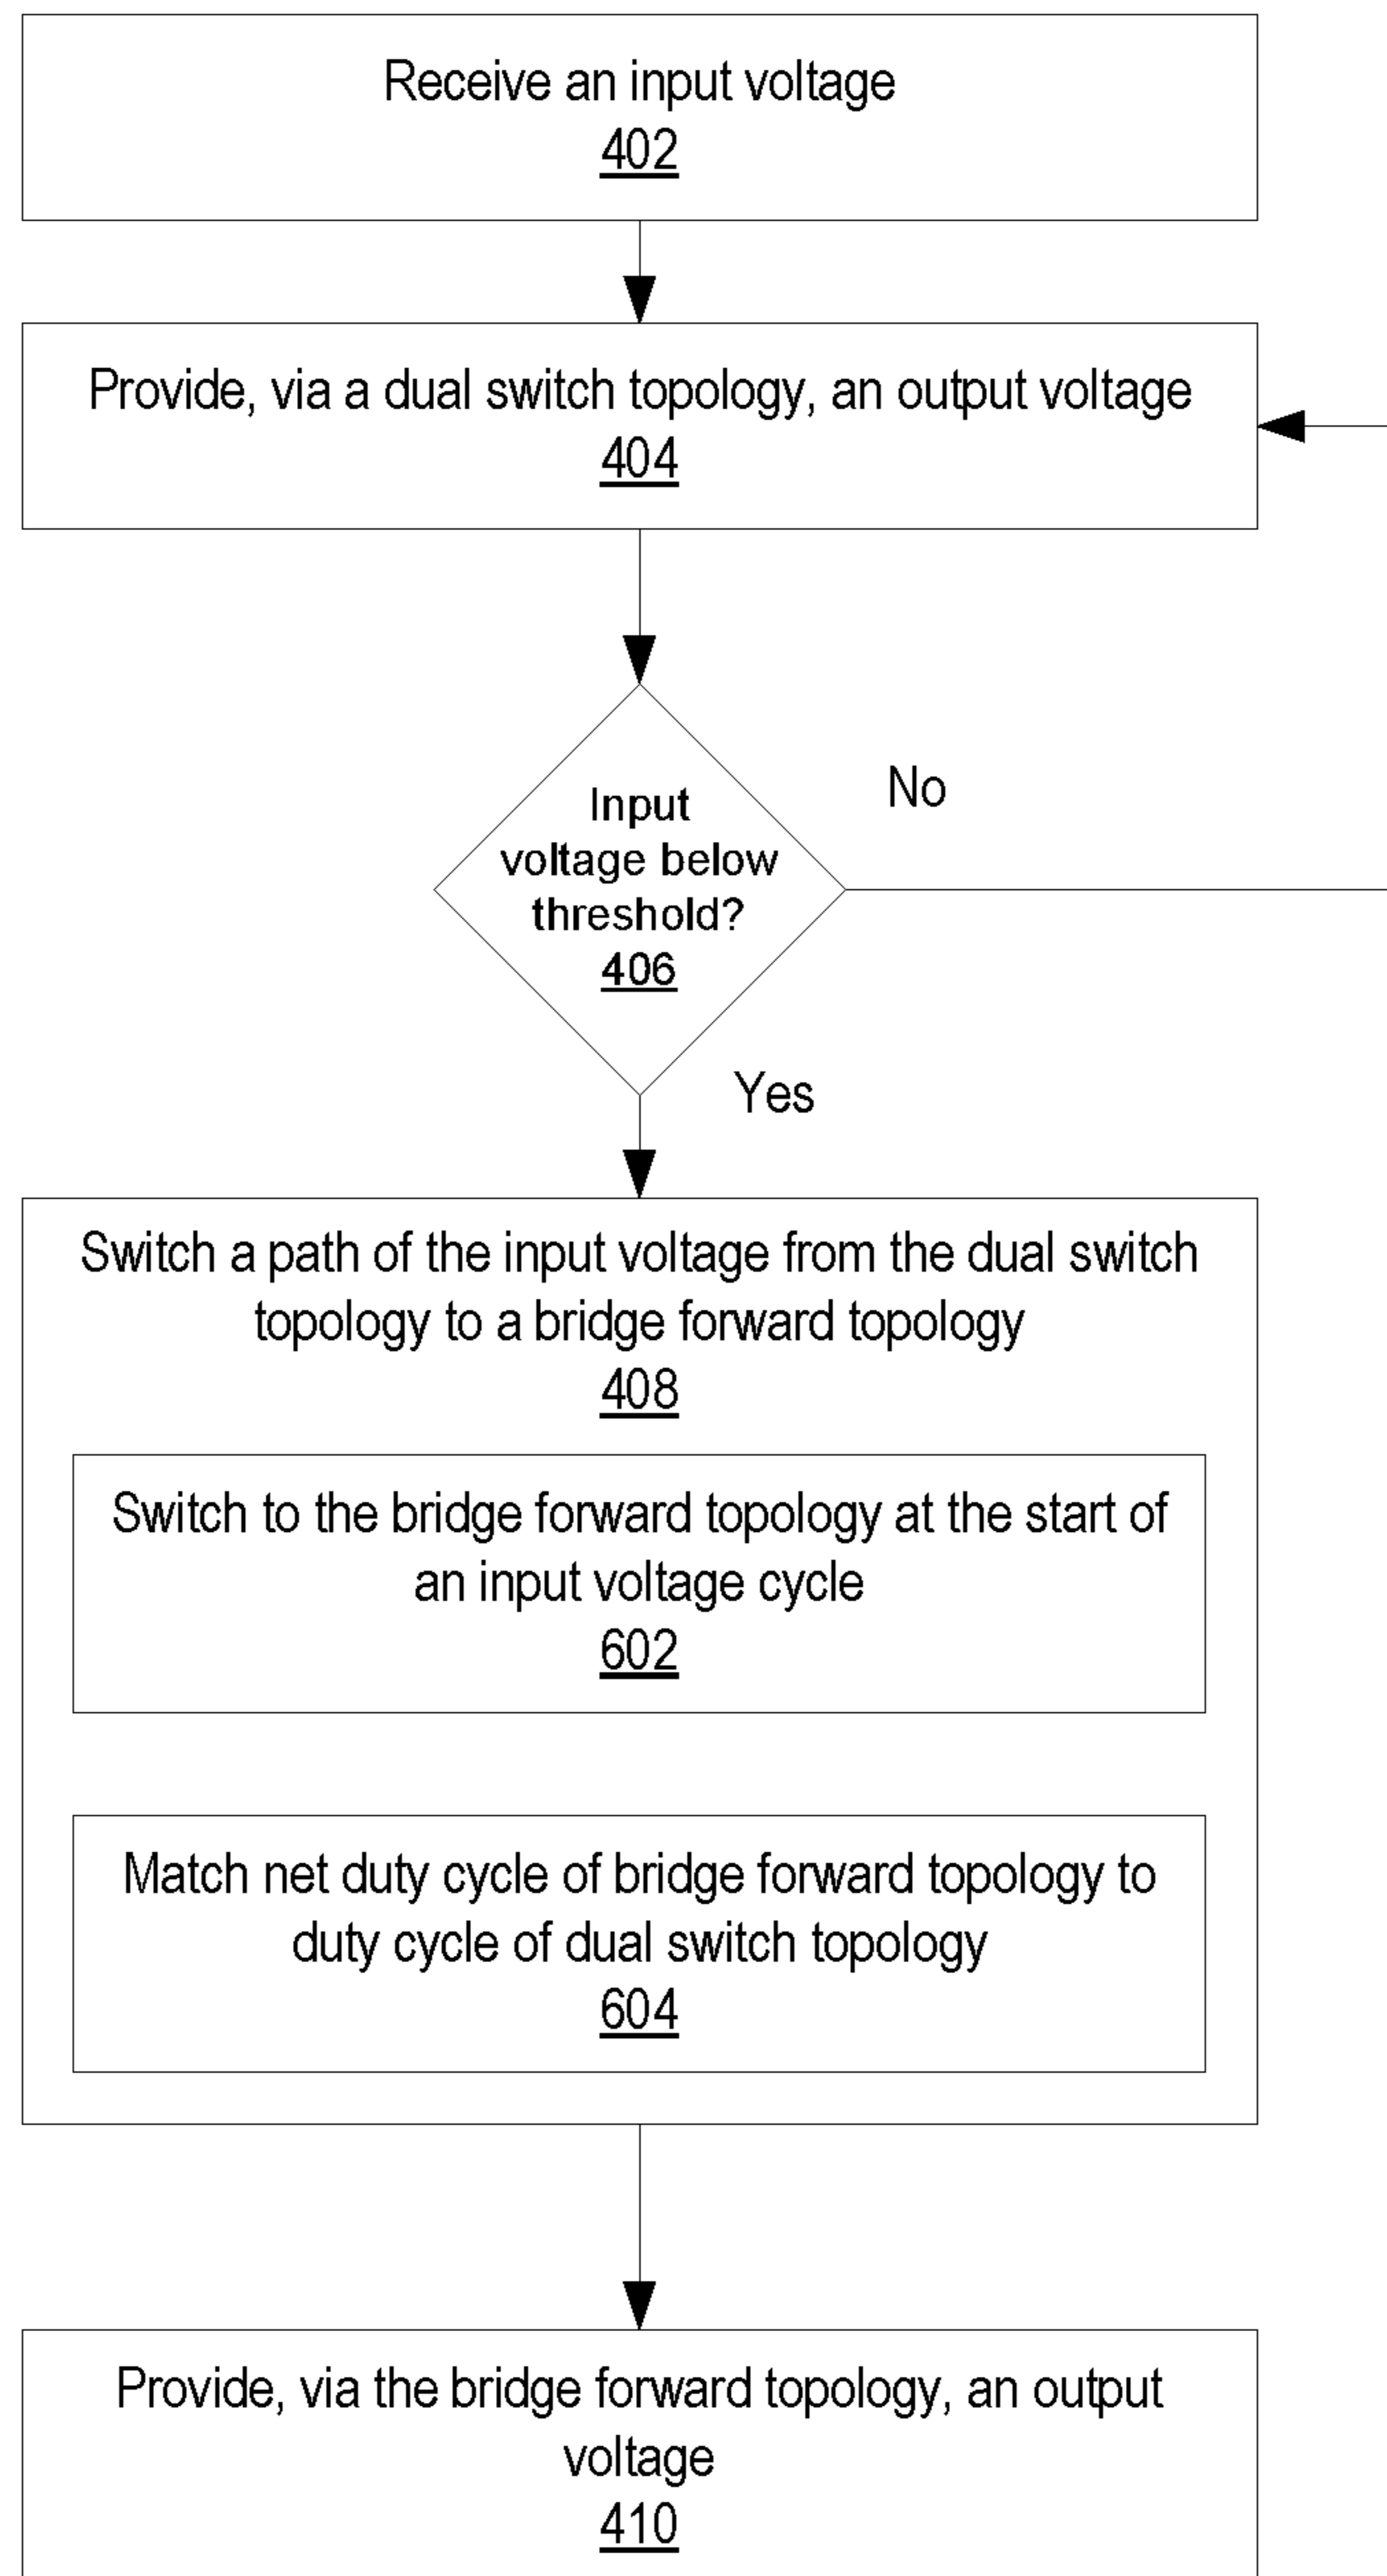 Receive an input voltage
402
Provide, via a dual switch topology, an output voltage
404
Input
voltage below
threshold?
406
No
Yes
Switch a path of the input voltage from the dual switch
topology to a bridge forward topology
408
Switch to the bridge forward topology at the start of
an input voltage cycle
602
Match net duty cycle of bridge forward topology to
duty cycle of dual switch topology
604
Provide, via the bridge forward topology, an output
voltage
410